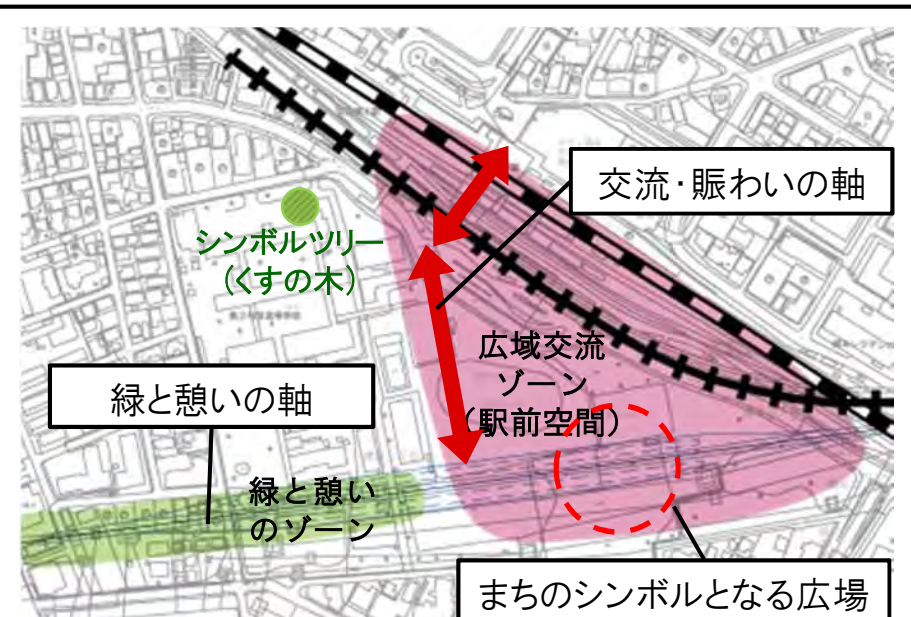 交流・賑わいの軸
シンボルツリー
（くすの木）
広域交流
ゾーン
（駅前空間）
緑と憩いの軸
緑と憩い
のゾーン
まちのシンボルとなる広場